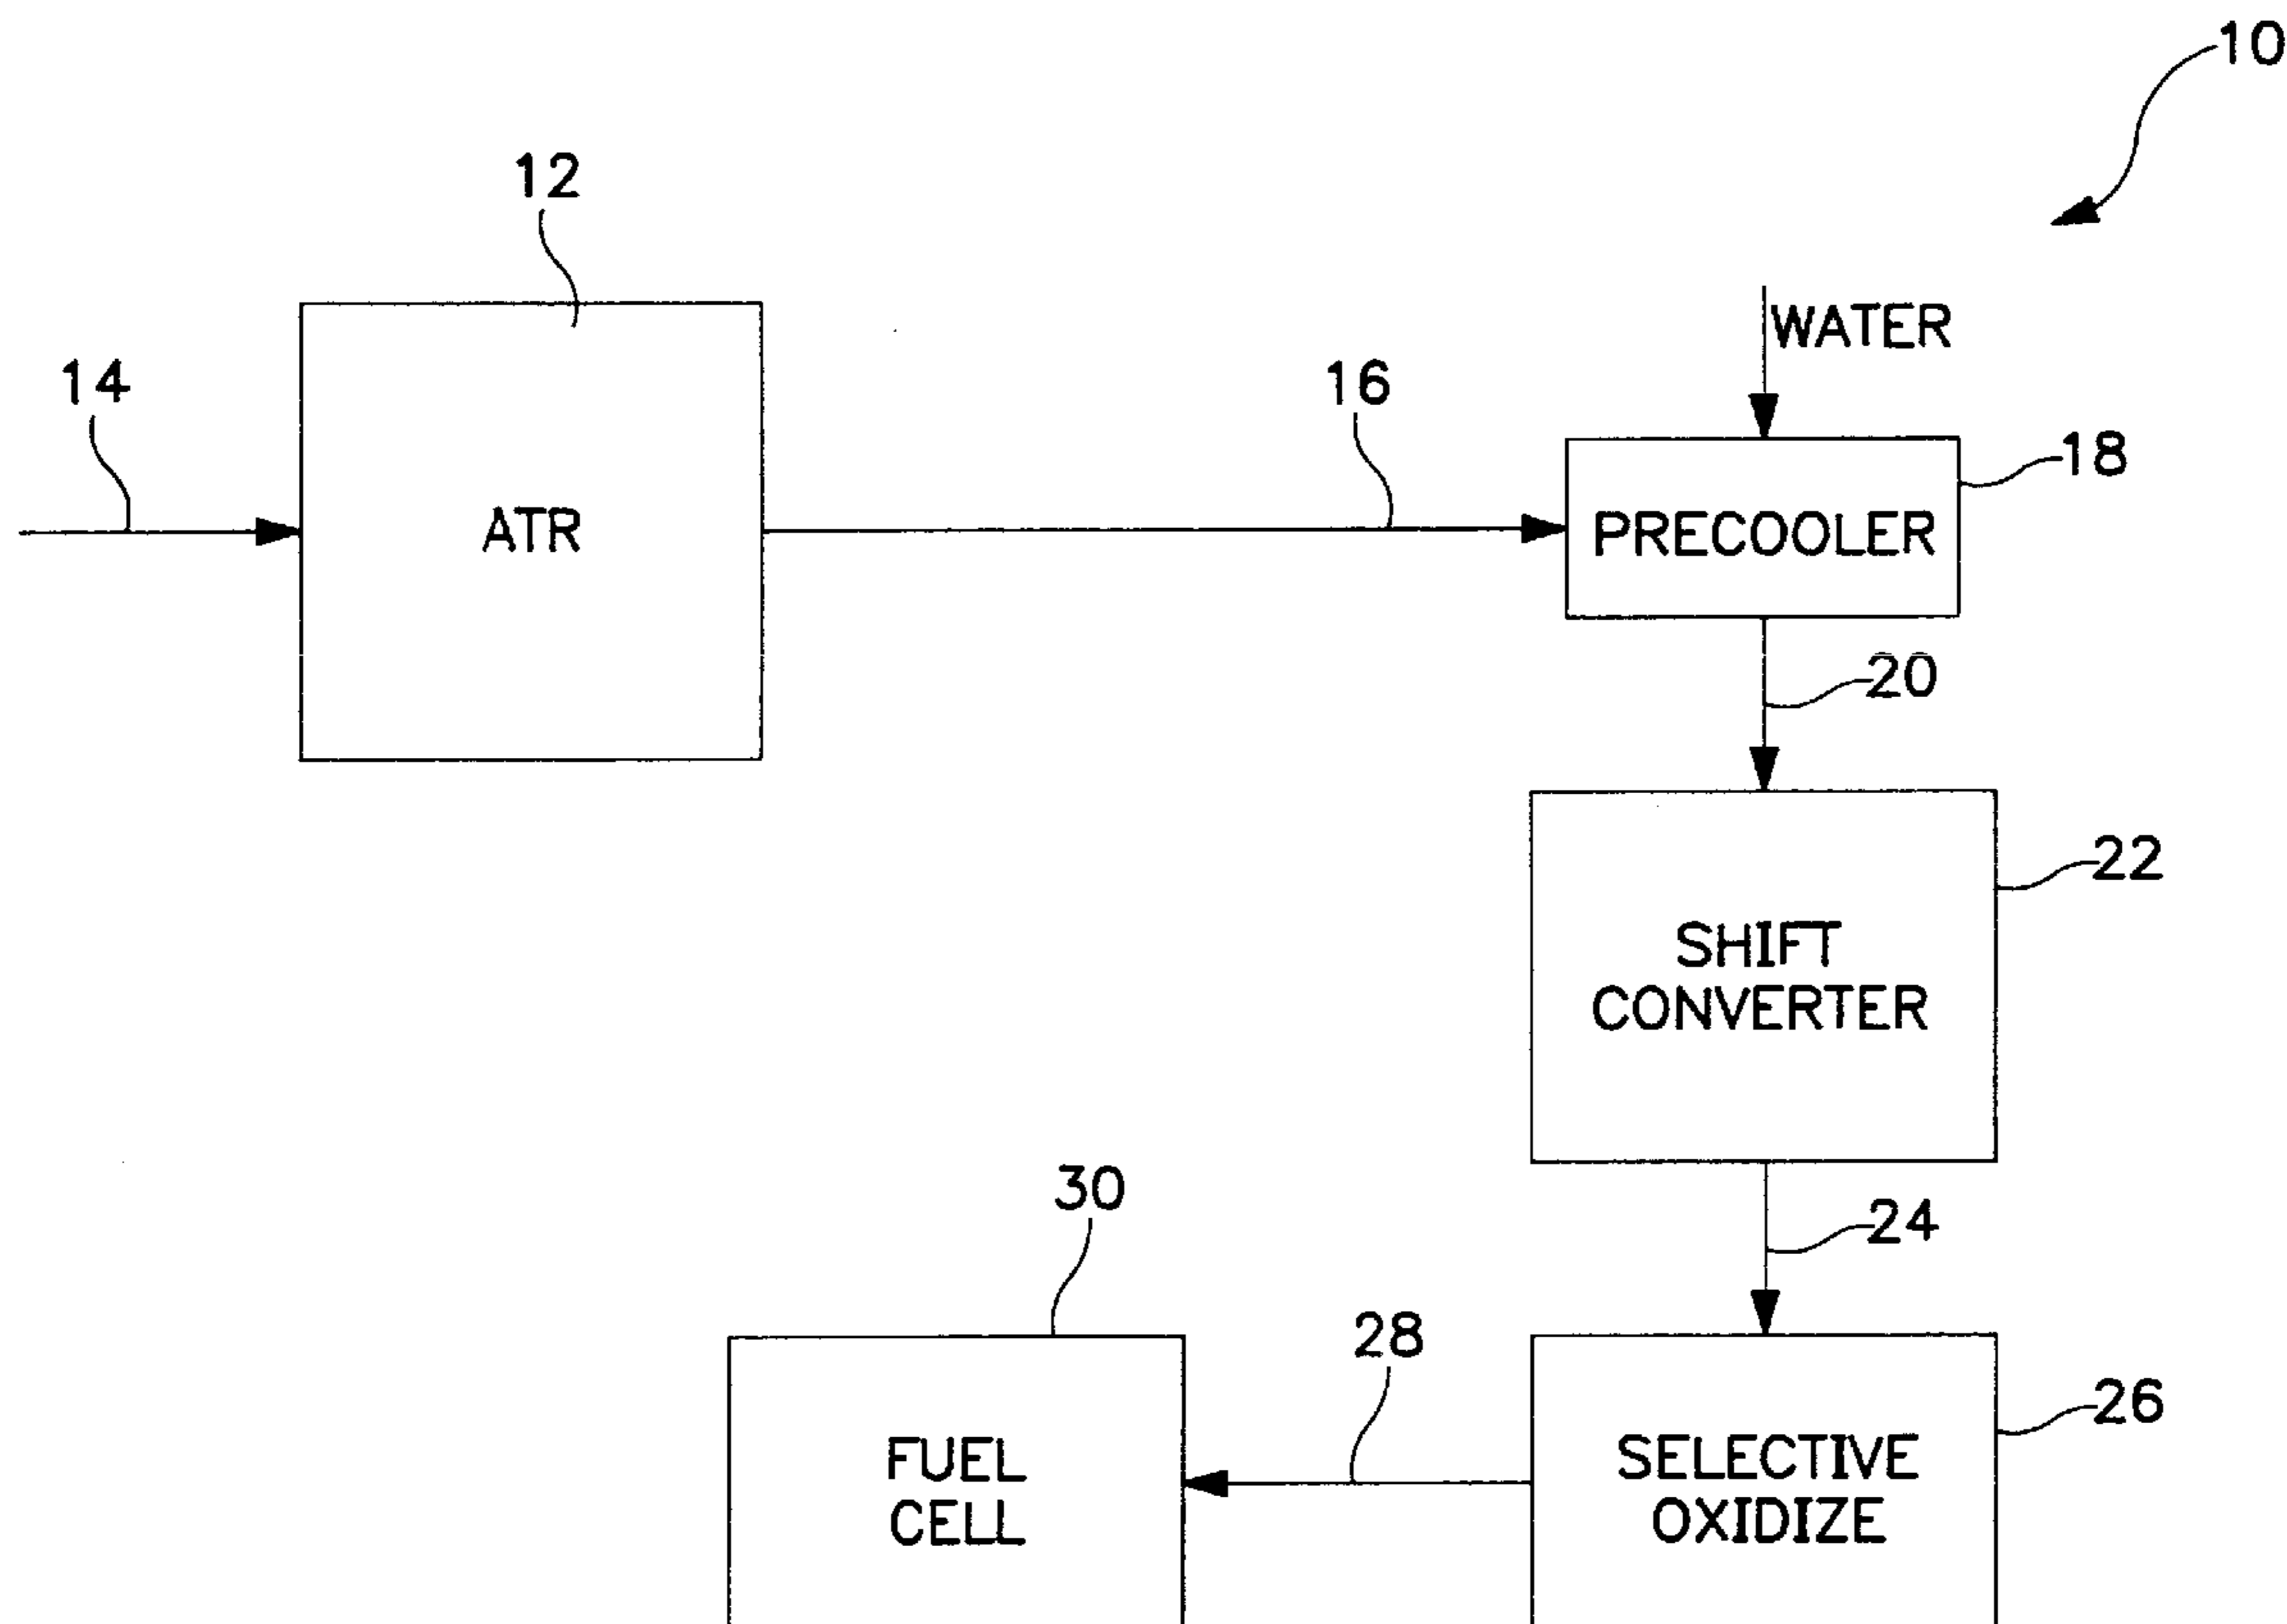 10
12
WATER
14
16
18
ATR
PRECOOLER
20
22
SHIFT
CONVERTER
30
24
28
26
FUEL
CELL
SELECTIVE
OXIDIZE